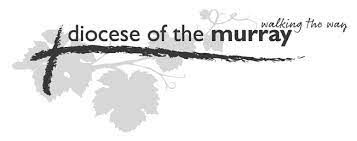 walking the way
diocese of the murray